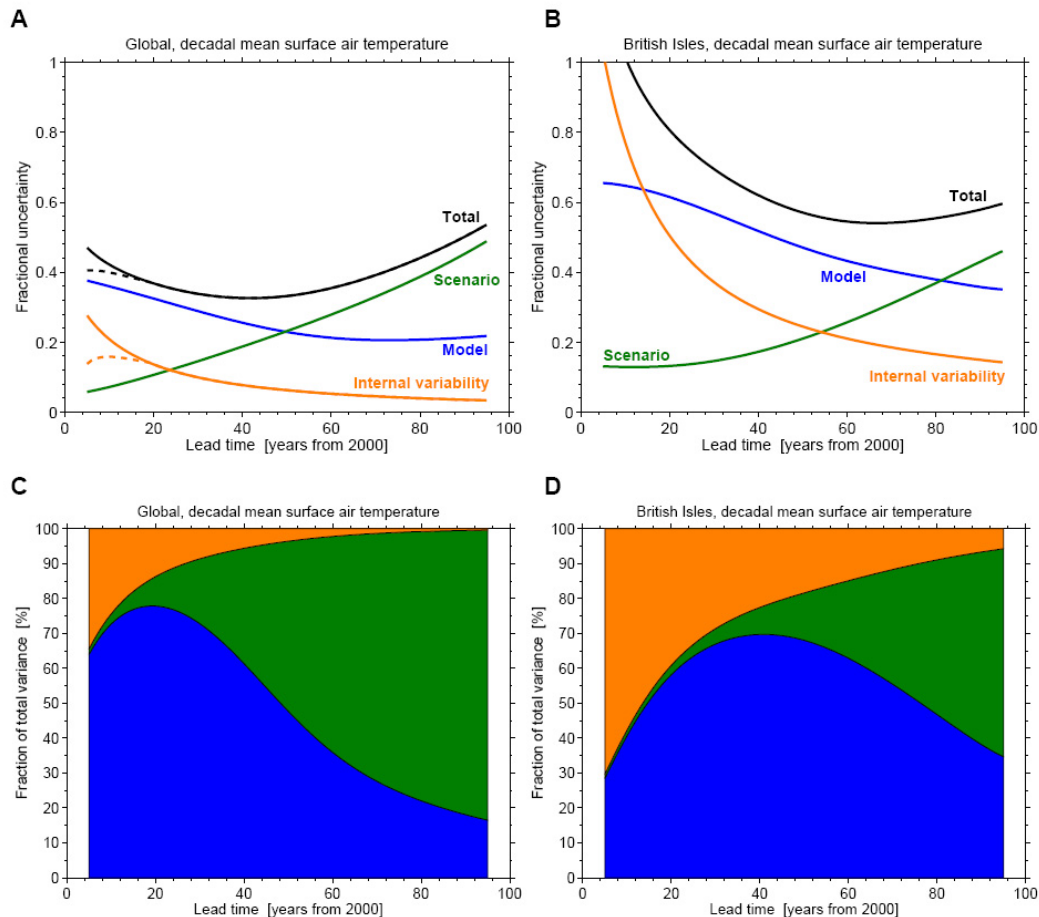 A
Global, decadal mean surface air temperature
Fractional uncertainty
1
0.8
0.6
0.4
0.2
0
Total
Scenario
Model
Internal variability
0 20 40 60 80 100
Lead time [years from 2000]
B
British Isles, decadal mean surface air temperature
Fractional uncertainty
1
0.8
0.6
0.4
0.2
0
Total
Model
Scenario
Internal variability
0 20 40 60 80 100
Lead time [years from 2000]
C
Global, decadal mean surface air temperature
Fraction of total variance [%]
100
90
80
70
60
50
40
30
20
10
0
0 20 40 60 80 100
Lead time [years from 2000]
D
British Isles, decadal mean surface air temperature
Fraction of total variance [%]
100
90
80
70
60
50
40
30
20
10
0
0 20 40 60 80 100
Lead time [years from 2000]